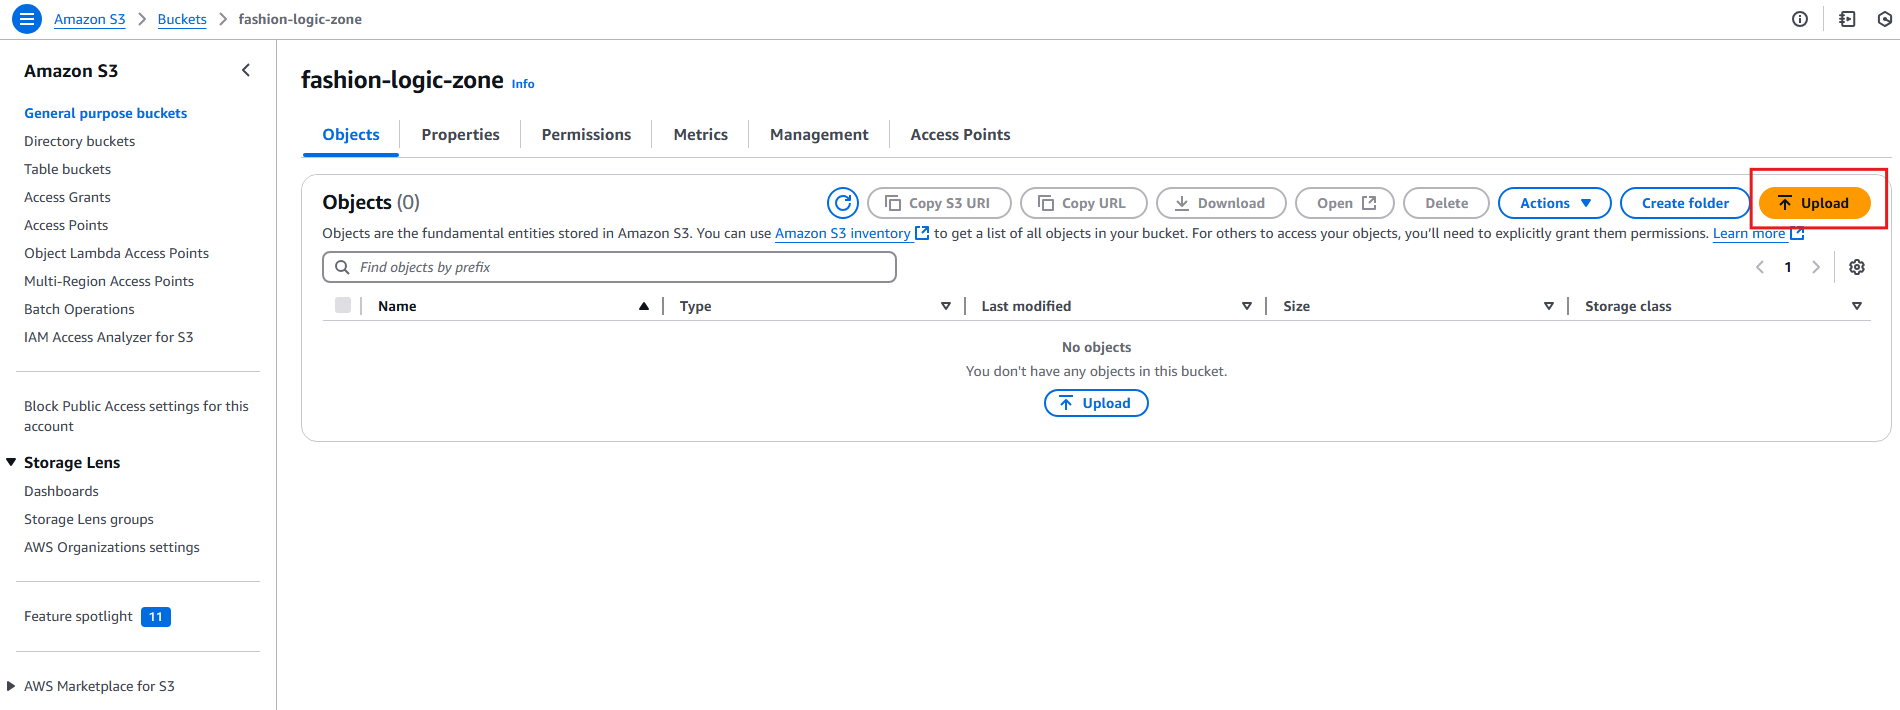 Amazon S3 > Buckets > fashion-logic-zone
Amazon S3
General purpose buckets
Directory buckets
Table buckets
Access Grants
Access Points
Object Lambda Access Points
Multi-Region Access Points
Batch Operations
IAM Access Analyzer for S3
Block Public Access settings for this
account
Storage Lens
Dashboards
Storage Lens groups
AWS Organizations settings
Feature spotlight 11
AWS Marketplace for S3
fashion-logic-zone Info
Objects Properties Permissions Metrics Management Access Points
Objects (0) Copy S3 URI Copy URL Download Open Delete Actions Create folder Upload
Objects are the fundamental entities stored in Amazon S3. You can use Amazon S3 inventory to get a list of all objects in your bucket. For others to access your objects, you'll need to explicitly grant them permissions. Learn more
Find objects by prefix 1
Name Type Last modified Size Storage class
No objects
You don't have any objects in this bucket.
Upload